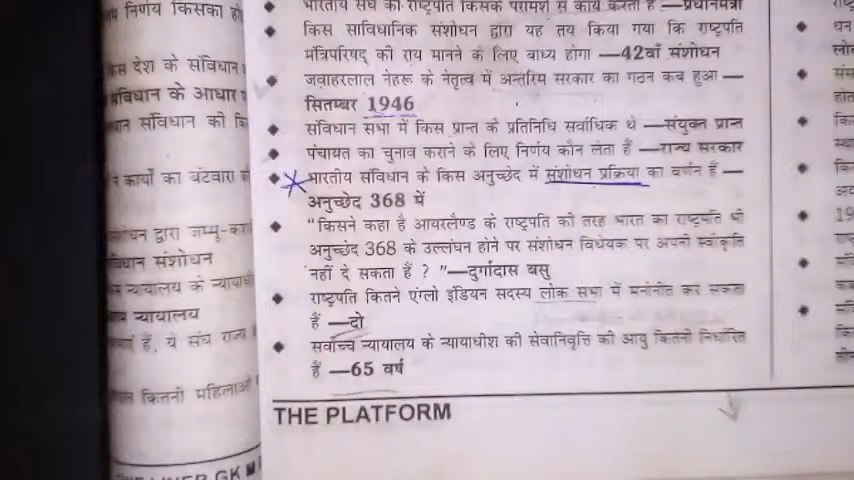 भारतीय संघ का राष्ट्रपति किसके परामर्श से कार्य करता है —प्रधानमंत्री
किस सांविधानिक संशोधन द्वारा यह तय किया गया कि राष्ट्रपति
मंत्रिपरिषद् की राय मानने के लिए बाध्य होगा —42वाँ संशोधन
जवाहरलाल नेहरू के नेतृत्व में अन्तरिम सरकार का गठन कब हुआ —
सितम्बर 1946
संविधान सभा में किस प्रान्त के प्रतिनिधि सर्वाधिक थे —संयुक्त प्रान्त
पंचायत का चुनाव कराने के लिए निर्णय कौन लेता है —राज्य सरकार
भारतीय संविधान के किस अनुच्छेद में संशोधन प्रक्रिया का वर्णन है —
अनुच्छेद 368 में
"किसने कहा है आयरलैण्ड के राष्ट्रपति की तरह भारत का राष्ट्रपति भी
अनुच्छेद 368 के उल्लंघन होने पर संशोधन विधेयक पर अपनी स्वीकृति
नहीं दे सकता है ? "—दुर्गादास बसु
राष्ट्रपति कितने एंग्लो इंडियन सदस्य लोक सभा में मनोनीत कर सकता
है —दो
सर्वोच्च न्यायालय के न्यायाधीश की सेवानिवृत्ति की आयु कितनी निर्धारित
है —65 वर्ष
THE PLATFORM
निर्णय किसका
देश के संविधान
संविधान के आधार
संविधान की
कार्यों का बंटवारा
द्वारा जम्मू
संविधान संशोधन
न्यायालय के
न्यायालय
है, ये संघ राज्य
कितनी महिलाओं
GK